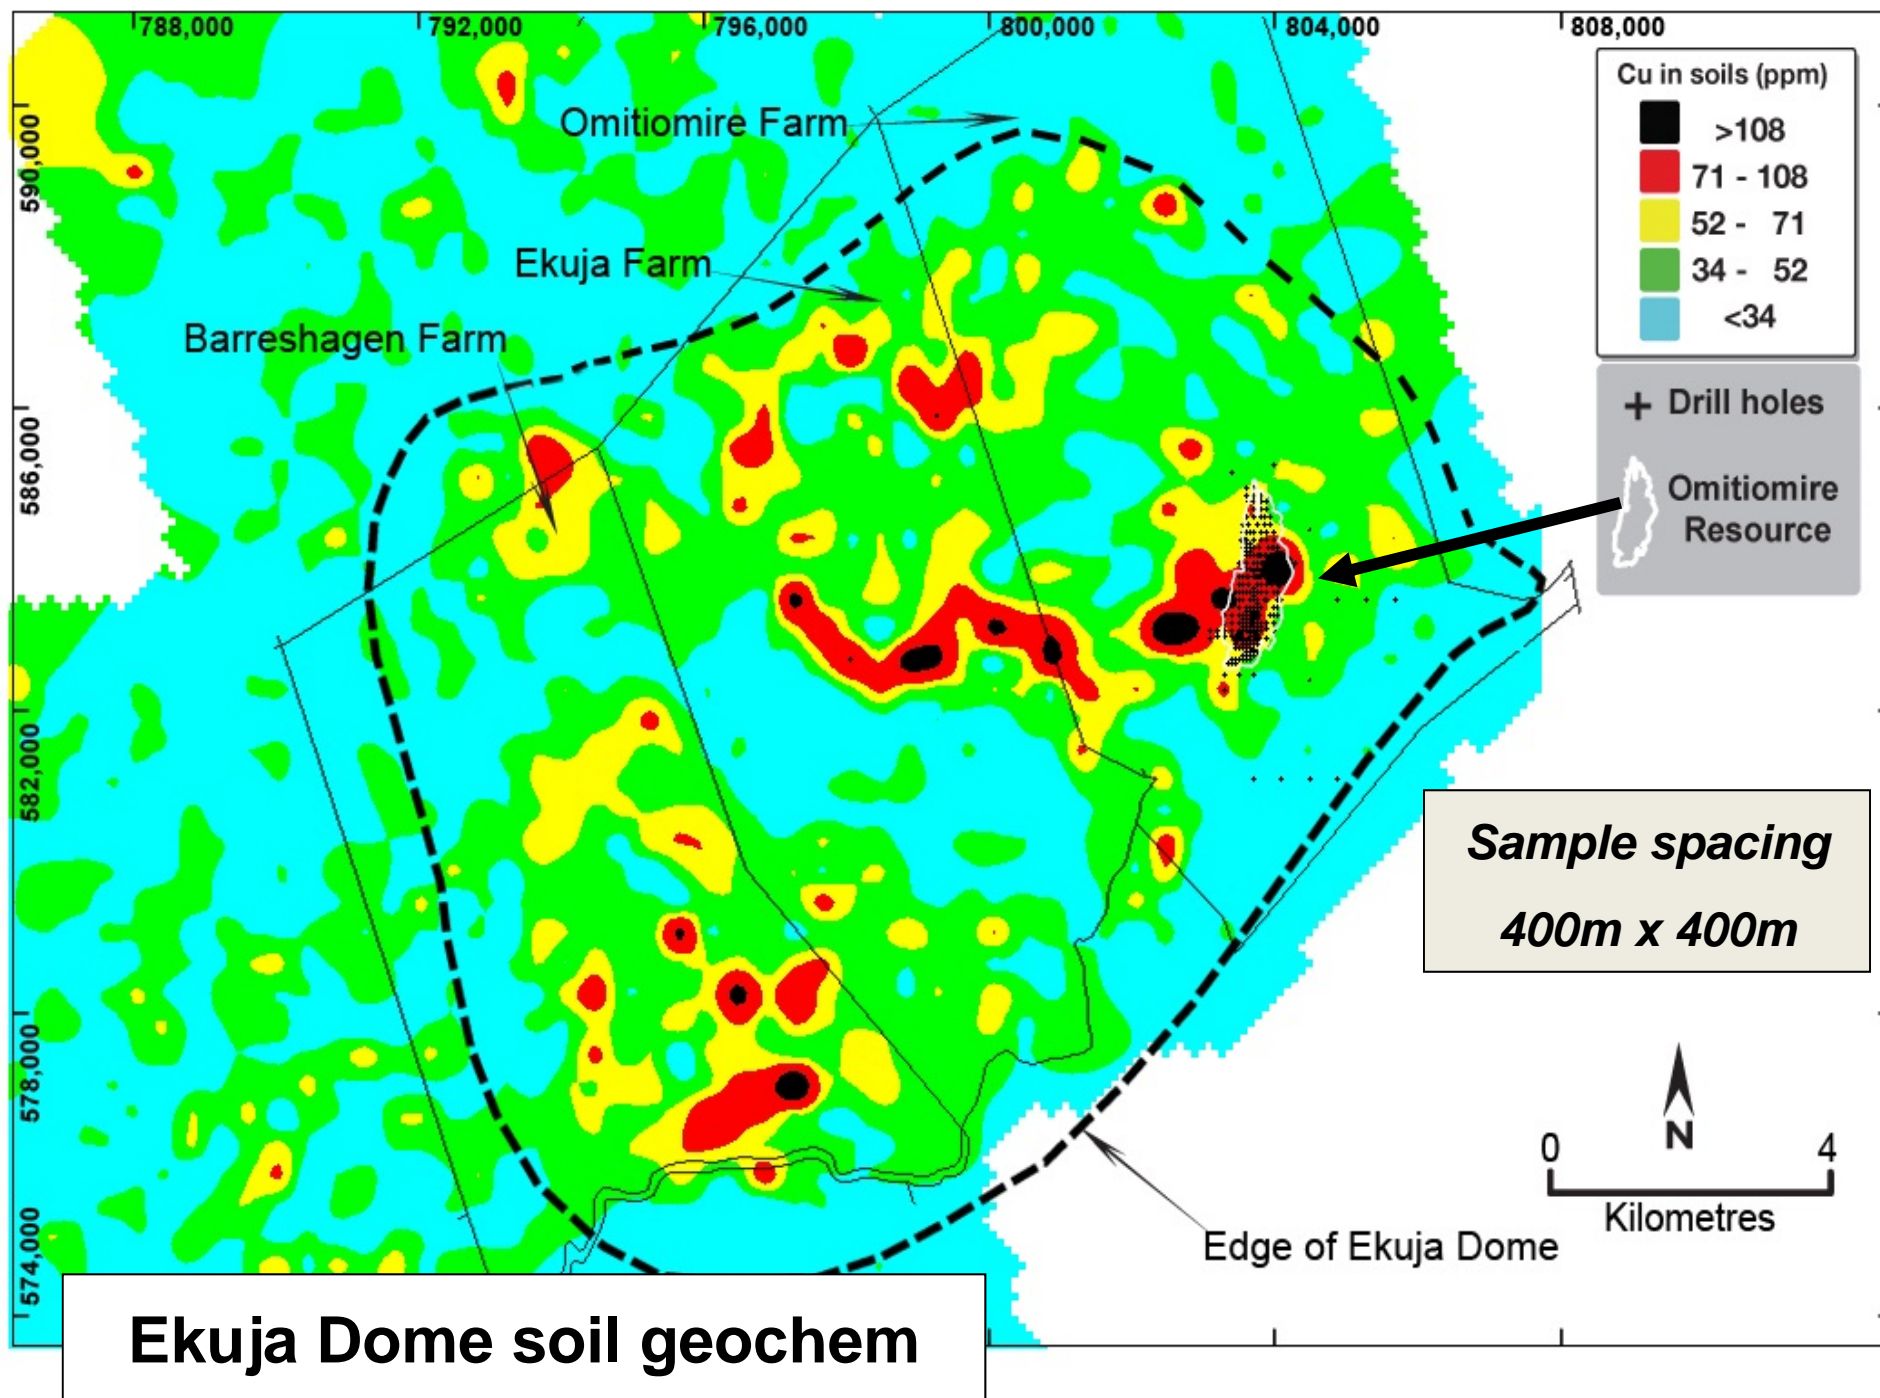 788,000
792,000
796,000
800,000
804,000
808,000
590,000
586,000
582,000
578,000
574,000
Cu in soils (ppm)
>108
71 - 108
52 - 71
34 - 52
<34
+ Drill holes
Omitiomire
Resource
Omitiomire Farm
Ekuja Farm
Barreshagen Farm
Sample spacing
400m x 400m
N
0 4
Kilometres
Edge of Ekuja Dome
Ekuja Dome soil geochem